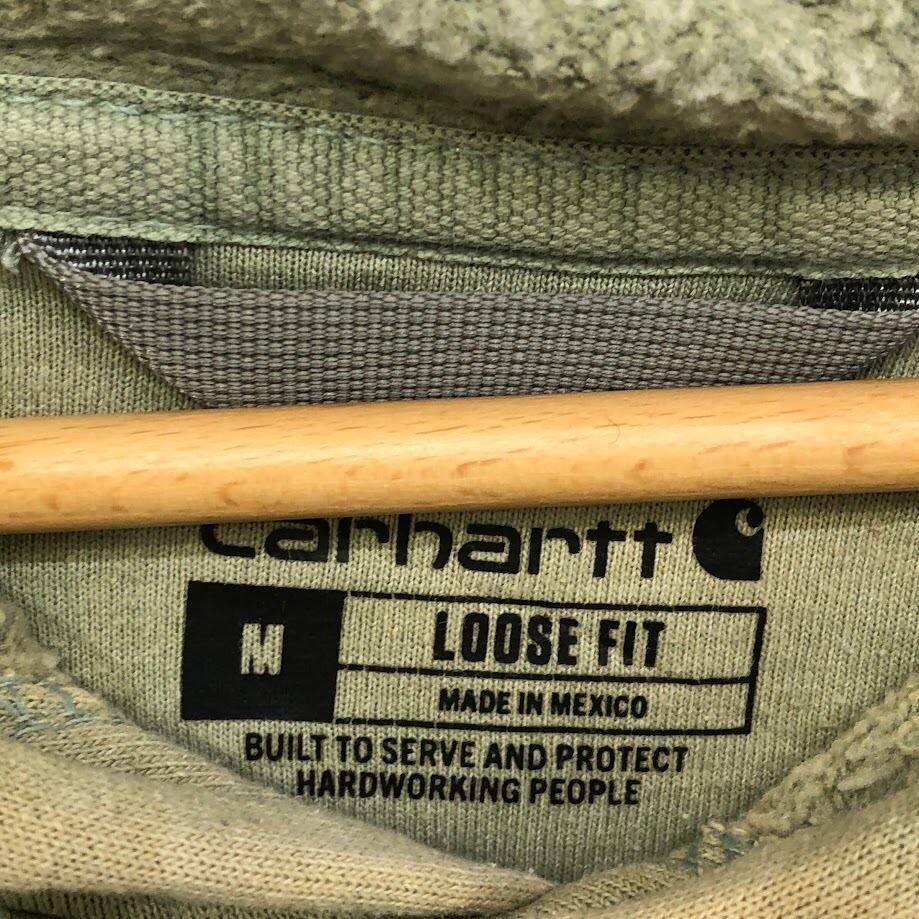 carhartt
M
LOOSE FIT
MADE IN MEXICO
BUILT TO SERVE AND PROTECT
HARDWORKING PEOPLE